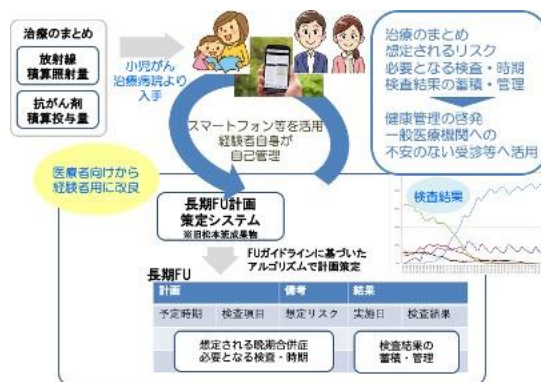 治療のまとめ
放射線
積算照射量
抗がん剤
積算投与量
小児がん
治療病院より
入手
治療のまとめ
想定されるリスク
必要となる検査・時期
検査結果の蓄積・管理
健康管理の啓発
一般医療機関への
不安のない受診等へ活用
スマートフォン等を活用
経験者自身が
自己管理
医療者向けから
経験者用に改良
長期FU計画
策定システム
※旧松本班成果物
検査結果
FUガイドラインに基づいた
アルゴリズムで計画策定
長期FU
計画 備考 結果
予定時期 検査項目 想定リスク 実施日 検査結果
想定される晩期合併症
必要となる検査・時期
検査結果の
蓄積・管理